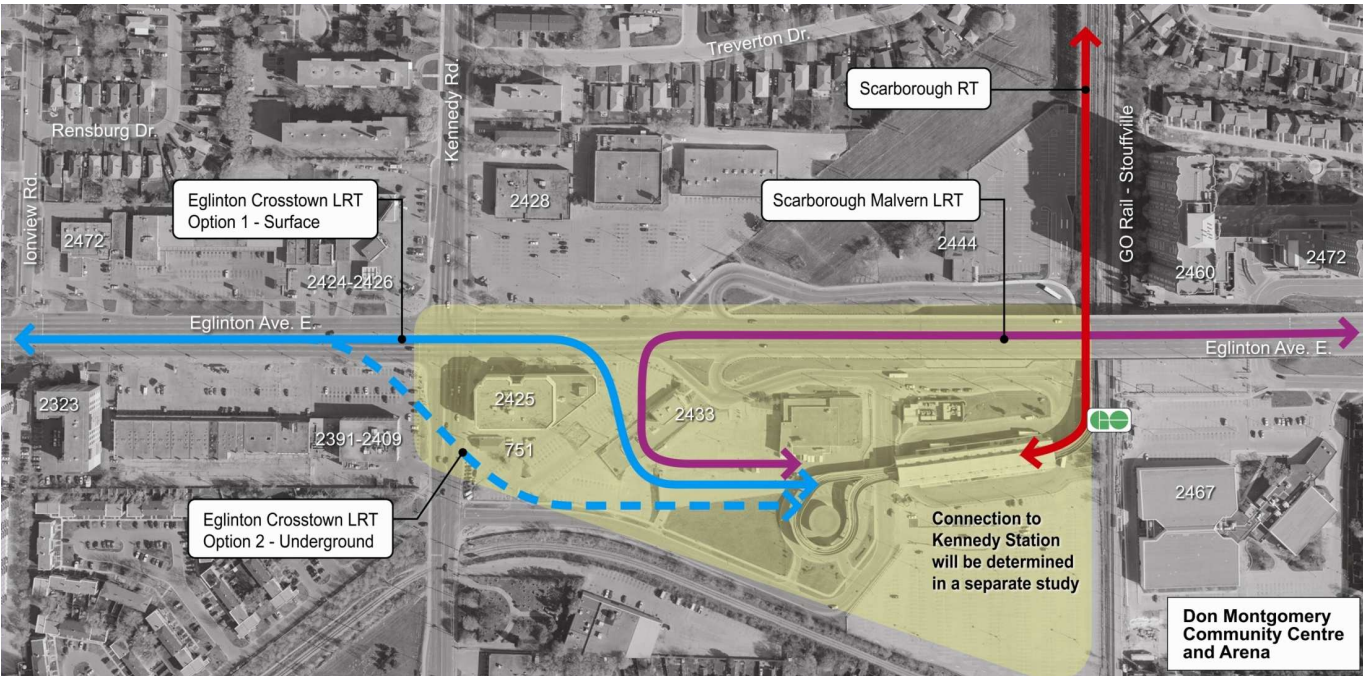 Treverton Dr.
Scarborough RT
Kennedy Rd.
Rensburg Dr.
GO Rail - Stouffville
Ionview Rd.
Eglinton Crosstown LRT
Option 1 - Surface
2428
Scarborough Malvern LRT
2472
2444
2424-2426
2460
2472
Eglinton Ave. E.
Eglinton Ave. E.
2323
2425
2433
2391-2409
751
GO
2467
Eglinton Crosstown LRT
Option 2 - Underground
Connection to
Kennedy Station
will be determined
in a separate study
Don Montgomery
Community Centre
and Arena